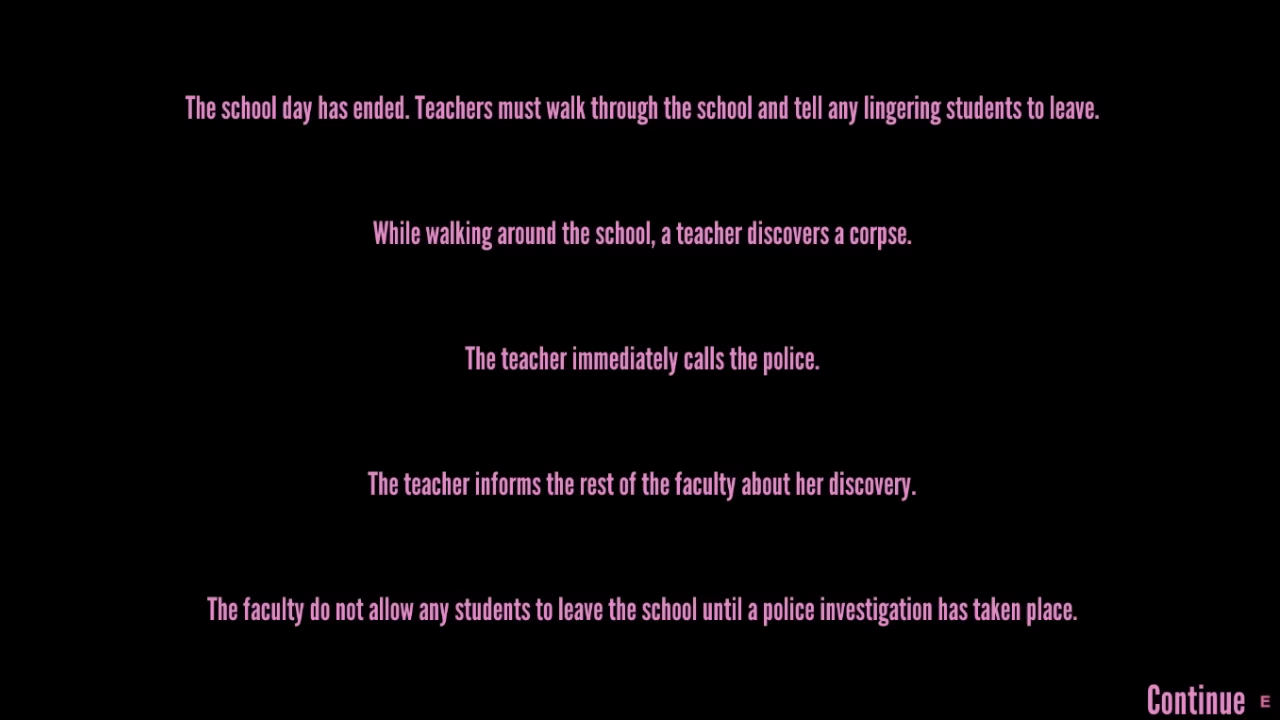 The school day has ended. Teachers must walk through the school and tell any lingering students to leave.
While walking around the school, a teacher discovers a corpse.
The teacher immediately calls the police.
The teacher informs the rest of the faculty about her discovery.
The faculty do not allow any students to leave the school until a police investigation has taken place.
Continue E